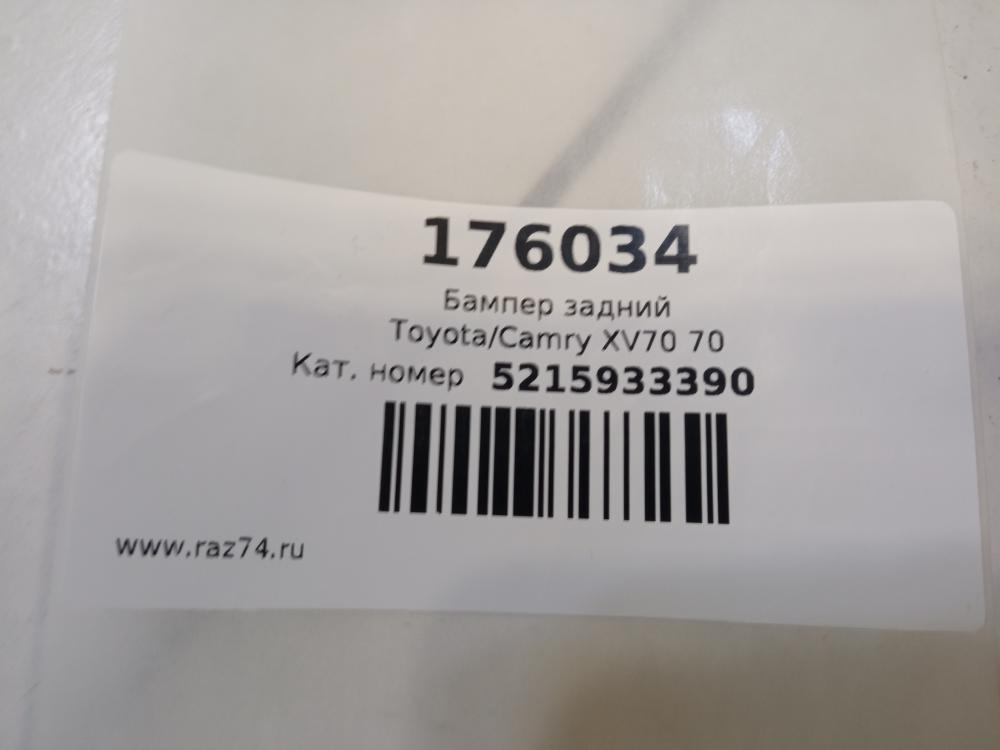 176034
Бампер задний
Toyota/Camry XV70 70
Кат. номер 5215933390
www.raz74.ru